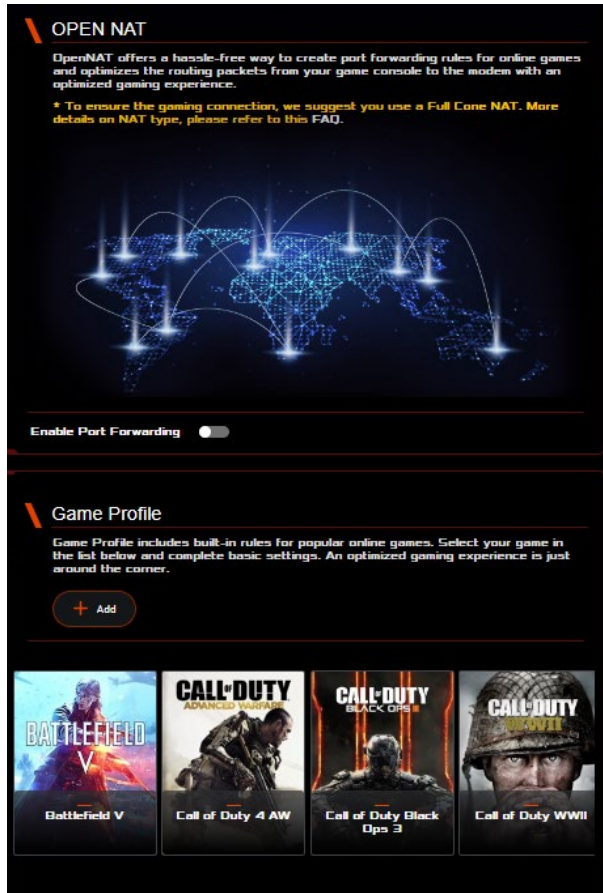 OPEN NAT
OpenNAT offers a hassle-free way to create port forwarding rules for online games
and optimizes the routing packets from your game console to the modem with an
optimized gaming experience.
* To ensure the gaming connection, we suggest you use a Full Cone NAT. More
details on NAT type, please refer to this FAQ.
Enable Port Forwarding
Game Profile
Game Profile includes built-in rules for popular online games. Select your game in
the list below and complete basic settings. An optimized gaming experience is just
around the corner.
+ Add
BATTLEFIELD
V
CALL OF DUTY
ADVANCED WARFARE
CALL OF DUTY
BLACK OPS III
CALL OF DUTY
WWII
Battlefield V
Call of Duty 4 AW
Call of Duty Black
Ops 3
Call of Duty WWII